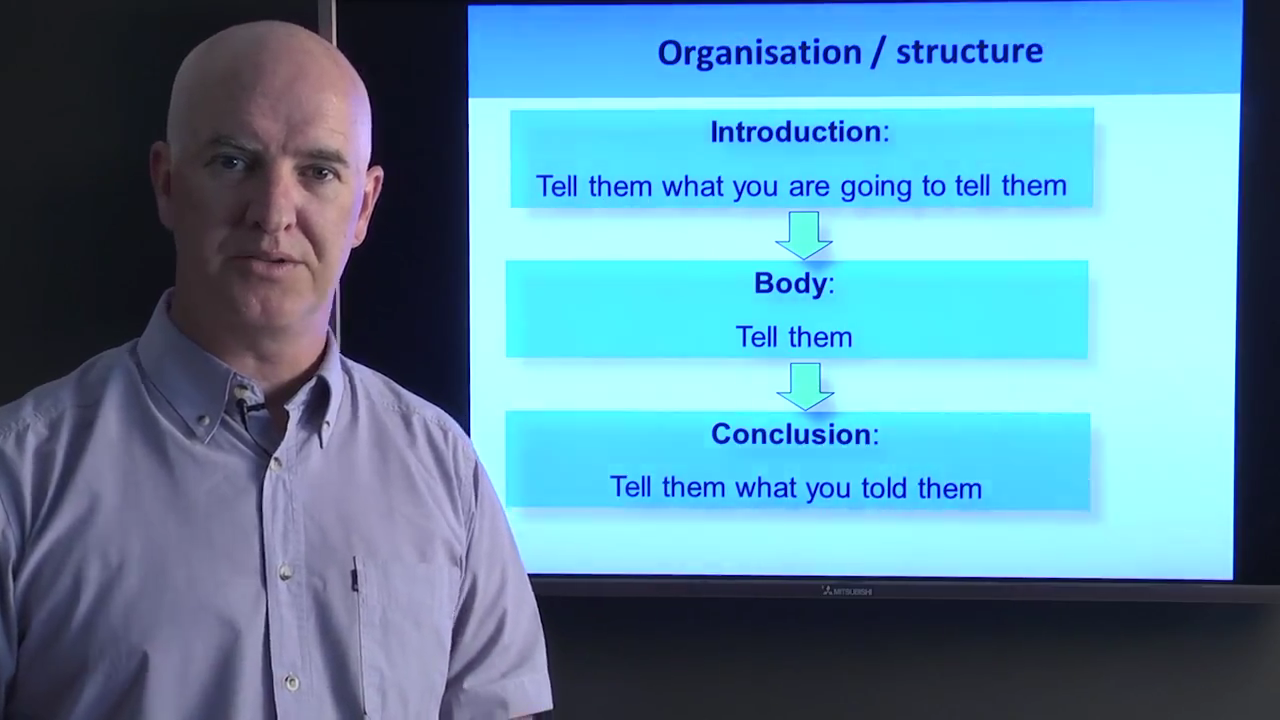 Organisation / structure
Introduction:
Tell them what you are going to tell them
Body:
Tell them
Conclusion:
Tell them what you told them
MITSUBISHI